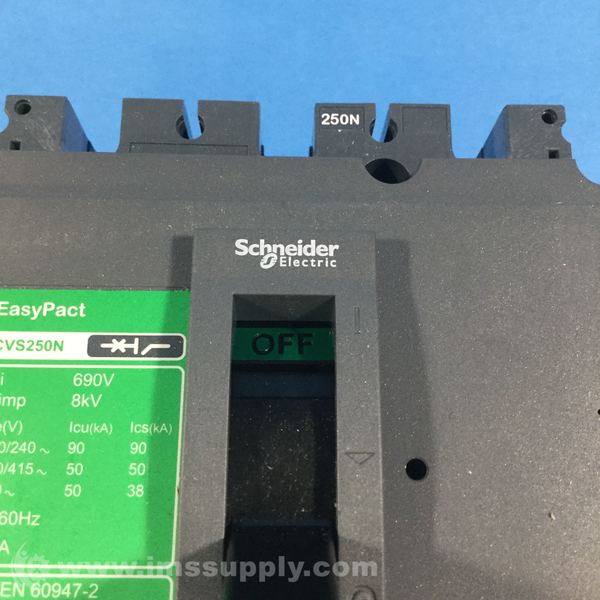 250N
Schneider
Electric
EasyPact
CVS250N
OFF
i 690V
imp 8kV
e(V) Icu(kA) Ics(kA)
0/240~ 90 90
0/415~ 50 50
0~ 50 38
60Hz
A
EN 60947-2
www.imssupply.com